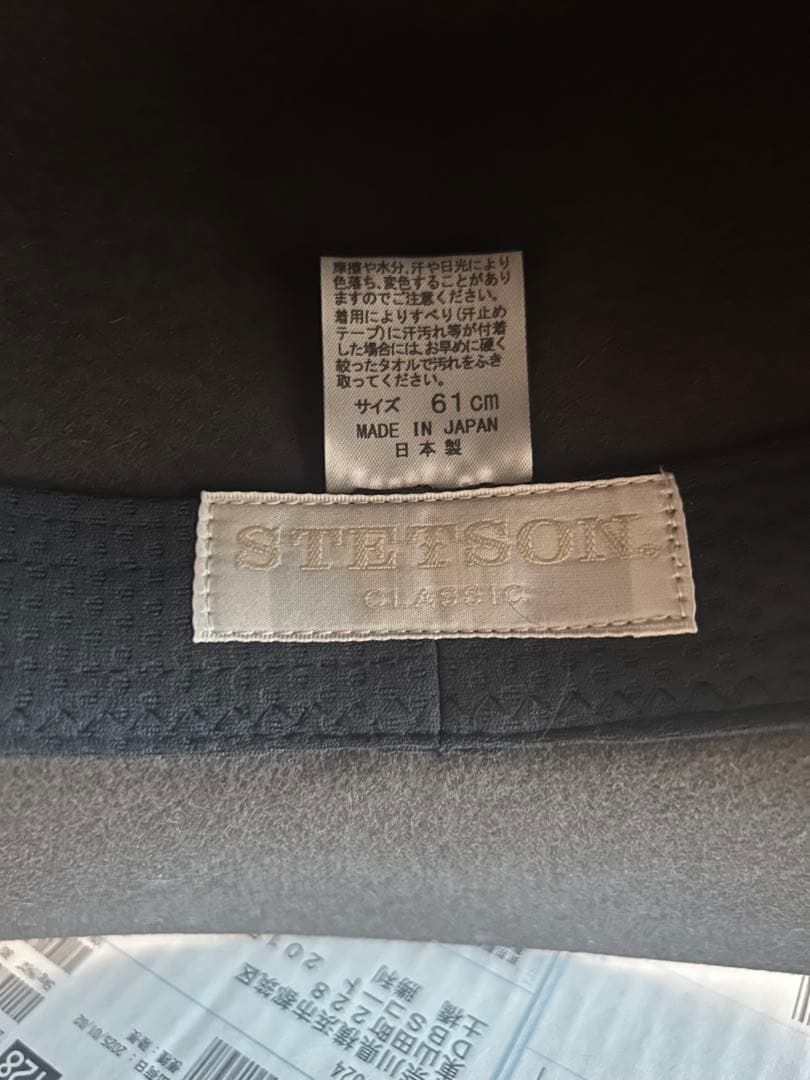 摩擦や水分、汗や日光により
色落ち、変色することがあり
ますのでご注意ください。
着用によりすべり(汗止め
テープ)に汗汚れ等が付着
した場合には、お早めに硬く
絞ったタオルで汚れをふき
取ってください。
サイズ 61cm
MADE IN JAPAN
日本製
STETSON.
CLASSIC